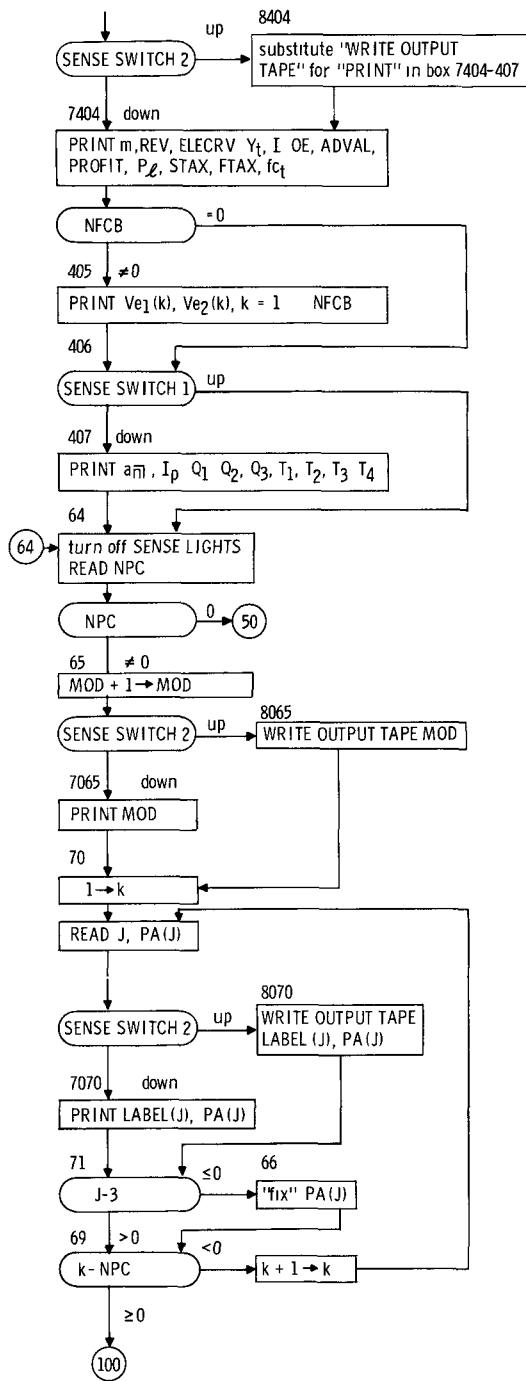 8404
up
SENSE SWITCH 2
substitute "WRITE OUTPUT
TAPE" for "PRINT" in box 7404-407
7404 down
PRINT m,REV, ELECRV Yt, I OE, ADVAL,
PROFIT, Pℓ, STAX, FTAX, fct
NFCB
=0
405 ≠0
PRINT Ve1(k), Ve2(k), k = 1 NFCB
406
SENSE SWITCH 1
up
407 down
PRINT am, Ip Q1 Q2, Q3, T1, T2, T3 T4
64
64
turn off SENSE LIGHTS
READ NPC
NPC
0
50
65 ≠0
MOD + 1→MOD
SENSE SWITCH 2
up
8065
WRITE OUTPUT TAPE MOD
7065 down
PRINT MOD
70
1→k
READ J, PA(J)
SENSE SWITCH 2
up
8070
WRITE OUTPUT TAPE
LABEL (J), PA(J)
7070 down
PRINT LABEL(J), PA(J)
71
J-3
≤0
66
"fix" PA(J)
69 >0
k-NPC
<0
k + 1→k
≥0
100